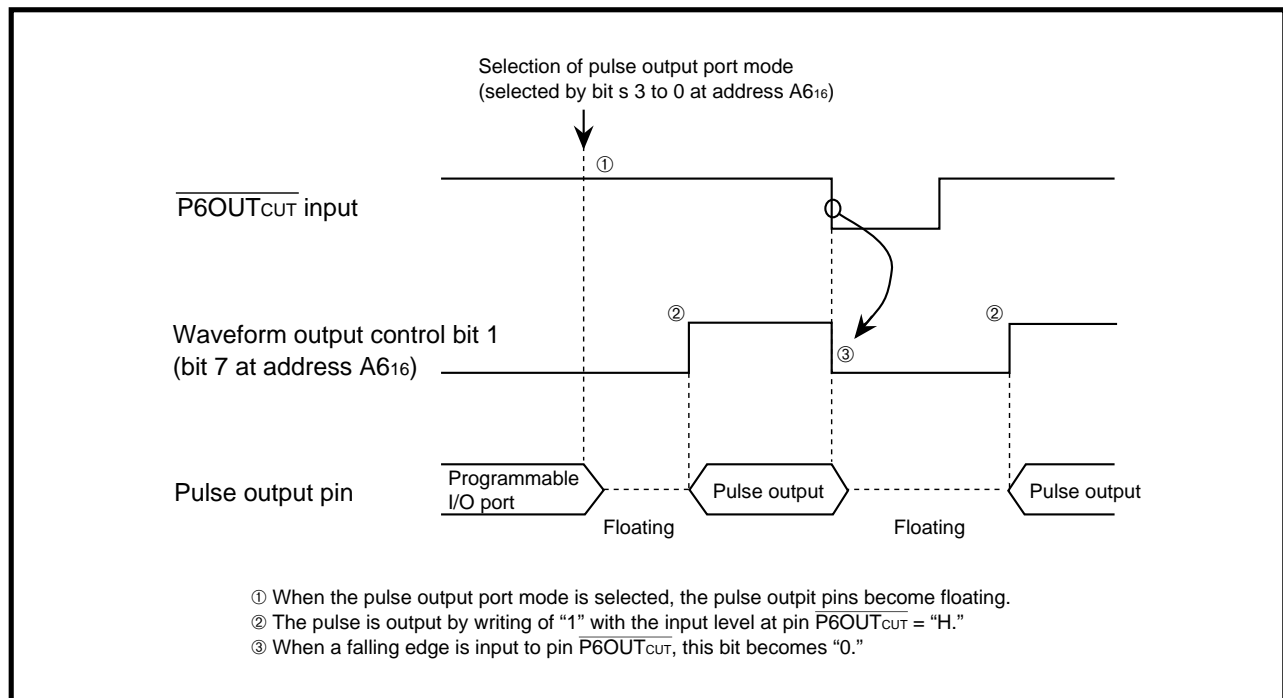 Selection of pulse output port mode
(selected by bit s 3 to 0 at address A6₁₆)
①
P6OUTCUT input
②
②
Waveform output control bit 1
(bit 7 at address A6₁₆)
③
Pulse output pin
Programmable
I/O port
Pulse output
Pulse output
Floating
Floating
① When the pulse output port mode is selected, the pulse outpit pins become floating.
② The pulse is output by writing of “1” with the input level at pin P6OUTCUT = “H.”
③ When a falling edge is input to pin P6OUTCUT, this bit becomes “0.”